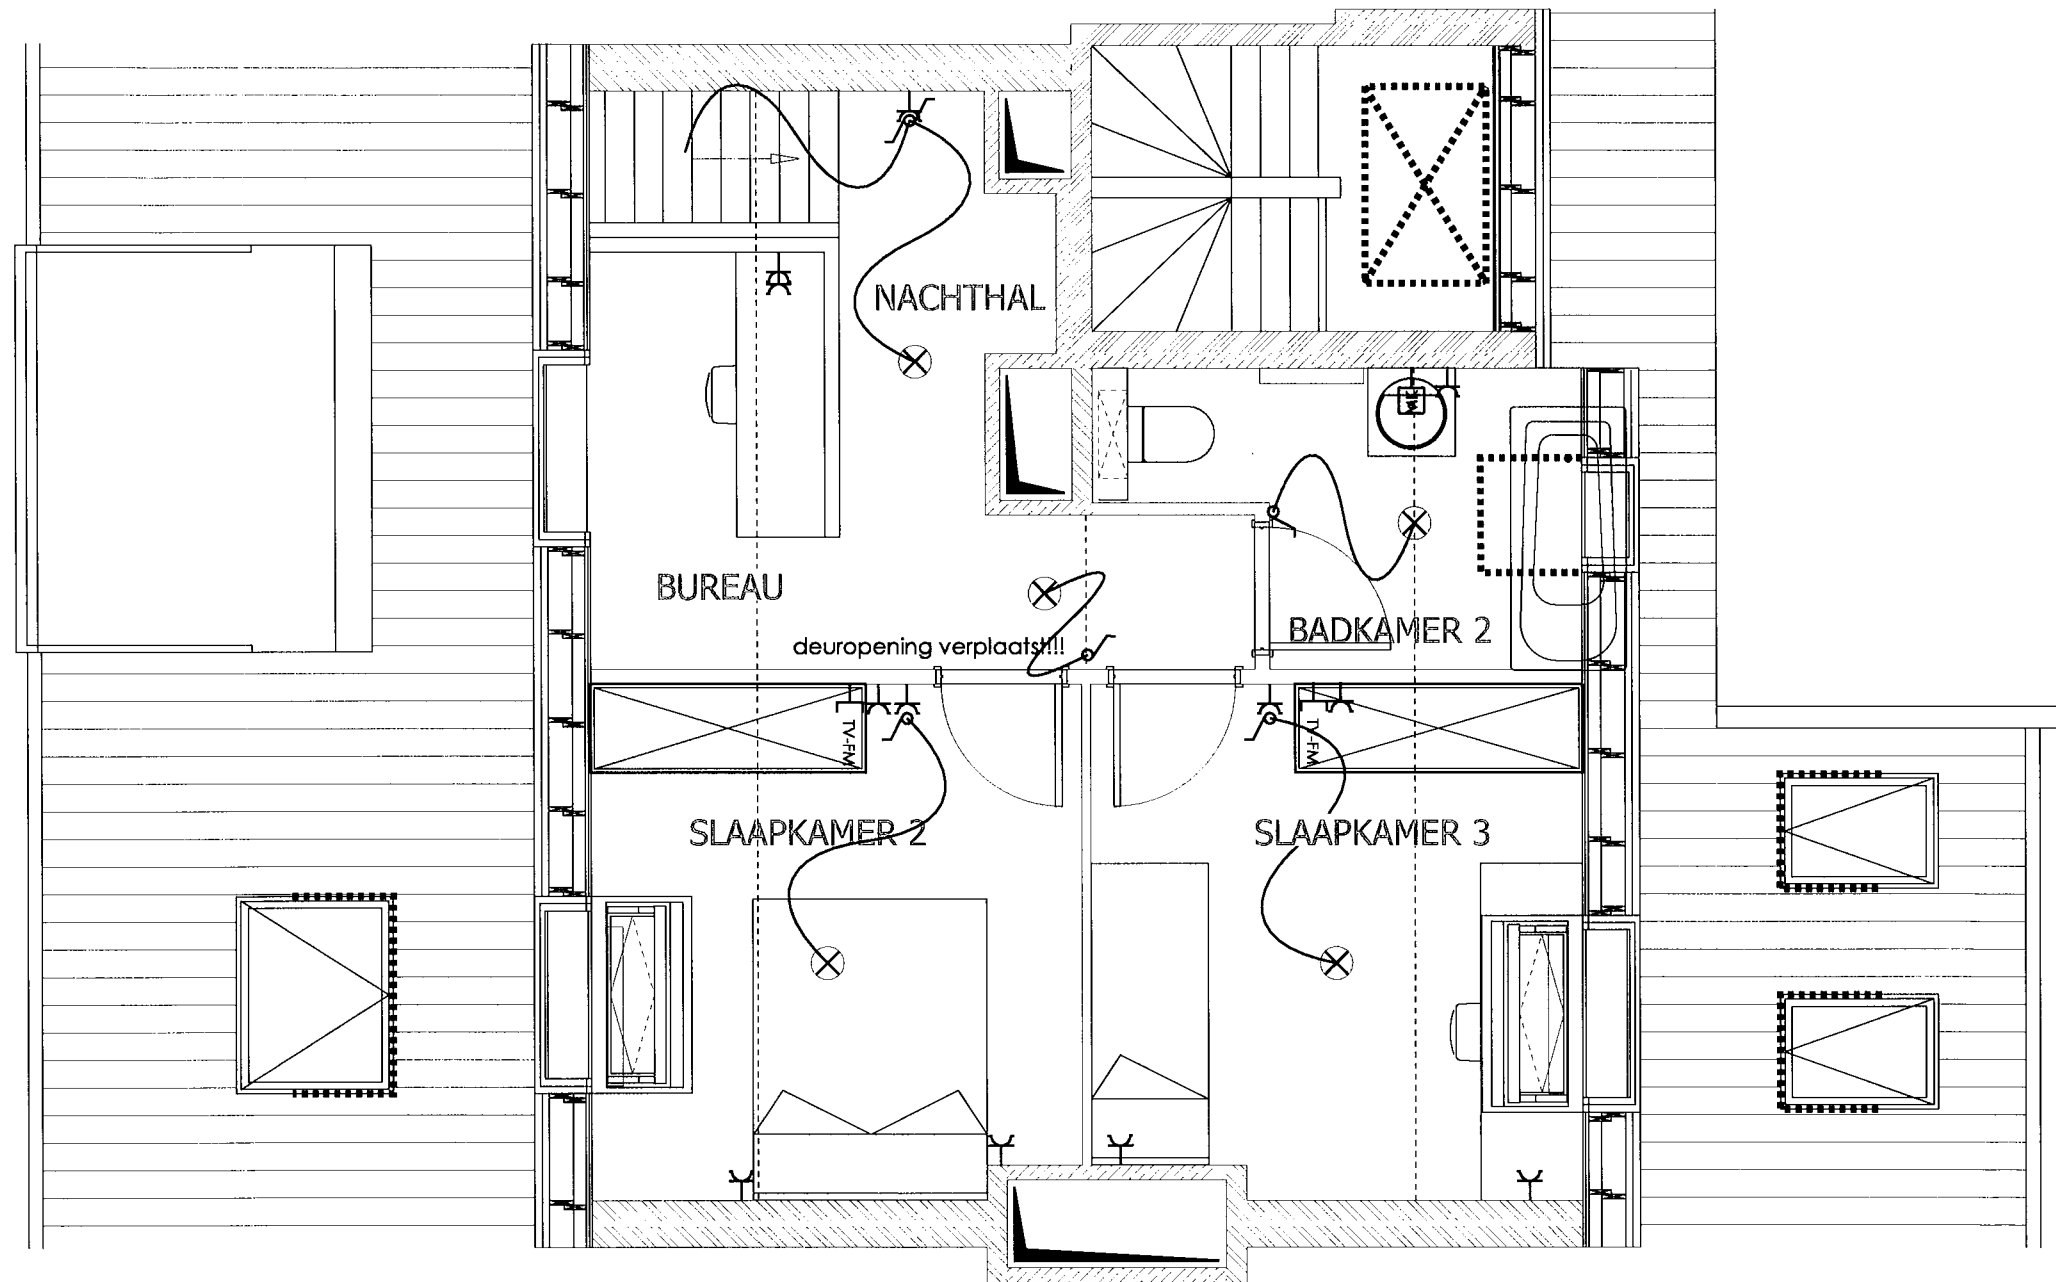 NACHTHAL
BUREAU
deuropening verplaatst!!!
BADKAMER 2
TV-FM
TV-FM
SLAAPKAMER 2
SLAAPKAMER 3